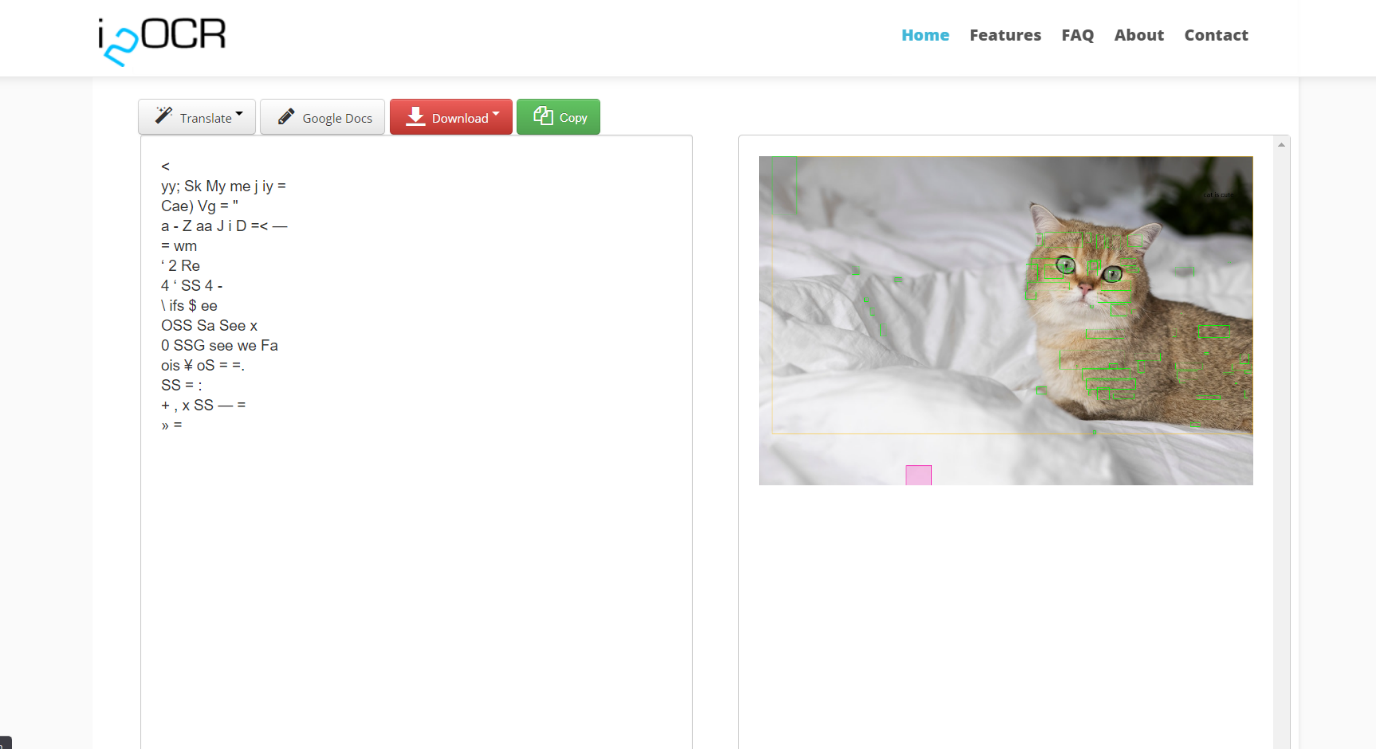 i2OCR
Home Features FAQ About Contact
Translate Google Docs Download Copy
<
yy; Sk My me j iy =
Cae) Vg = "
a - Z aa J i D =< —
= wm
‘ 2 Re
4 ‘ SS 4 -
\ ifs $ ee
OSS Sa See x
0 SSG see we Fa
ois ¥ oS = =.
SS = :
+ , x SS — =
» =